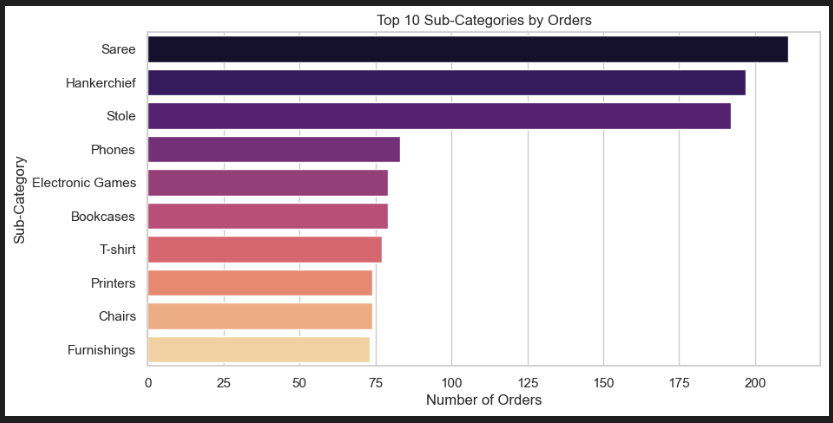 Top 10 Sub-Categories by Orders
Sub-Category
Saree
Hankerchief
Stole
Phones
Electronic Games
Bookcases
T-shirt
Printers
Chairs
Furnishings
0 25 50 75 100 125 150 175 200
Number of Orders